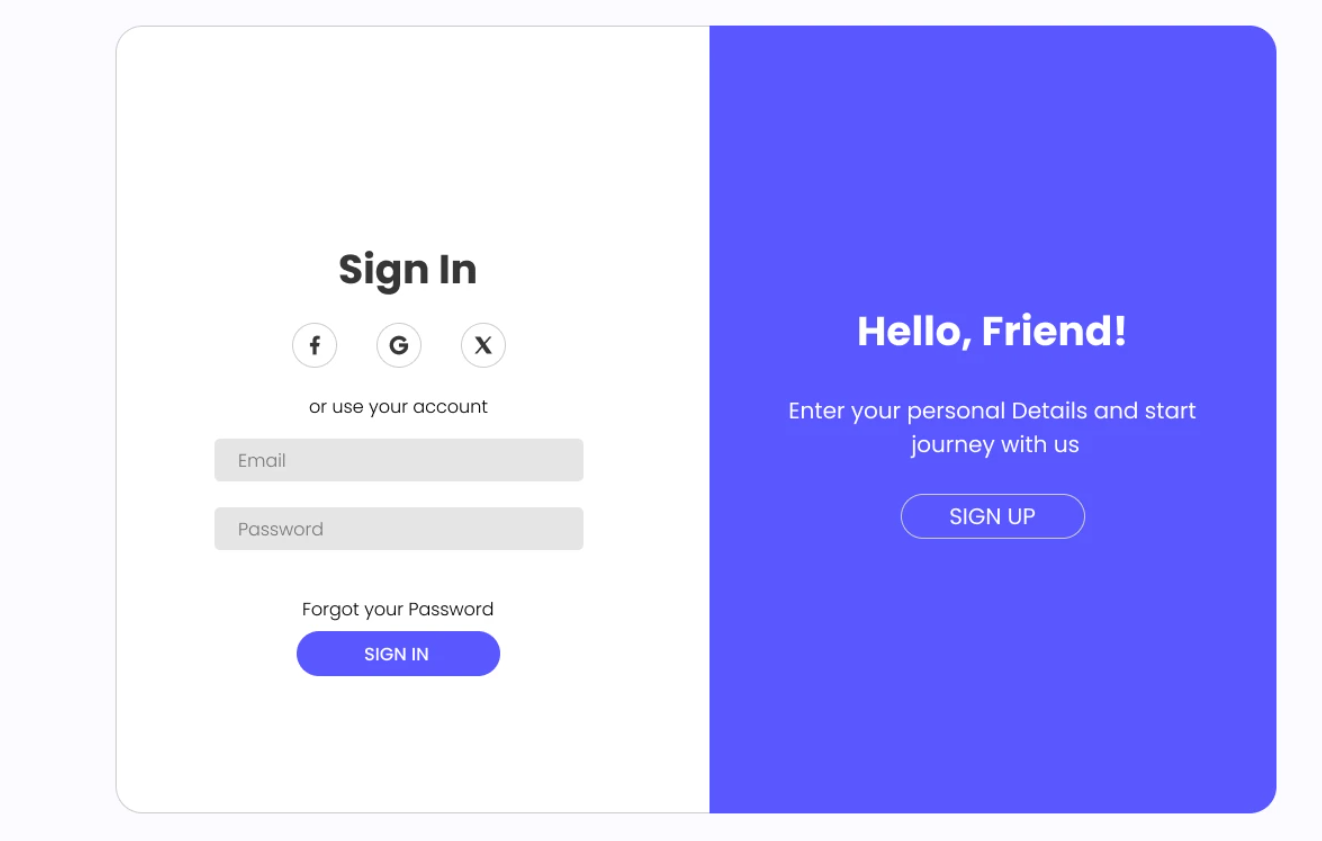 Sign In
f G X
or use your account
Email
Password
Forgot your Password
SIGN IN
Hello, Friend!
Enter your personal Details and start
journey with us
SIGN UP